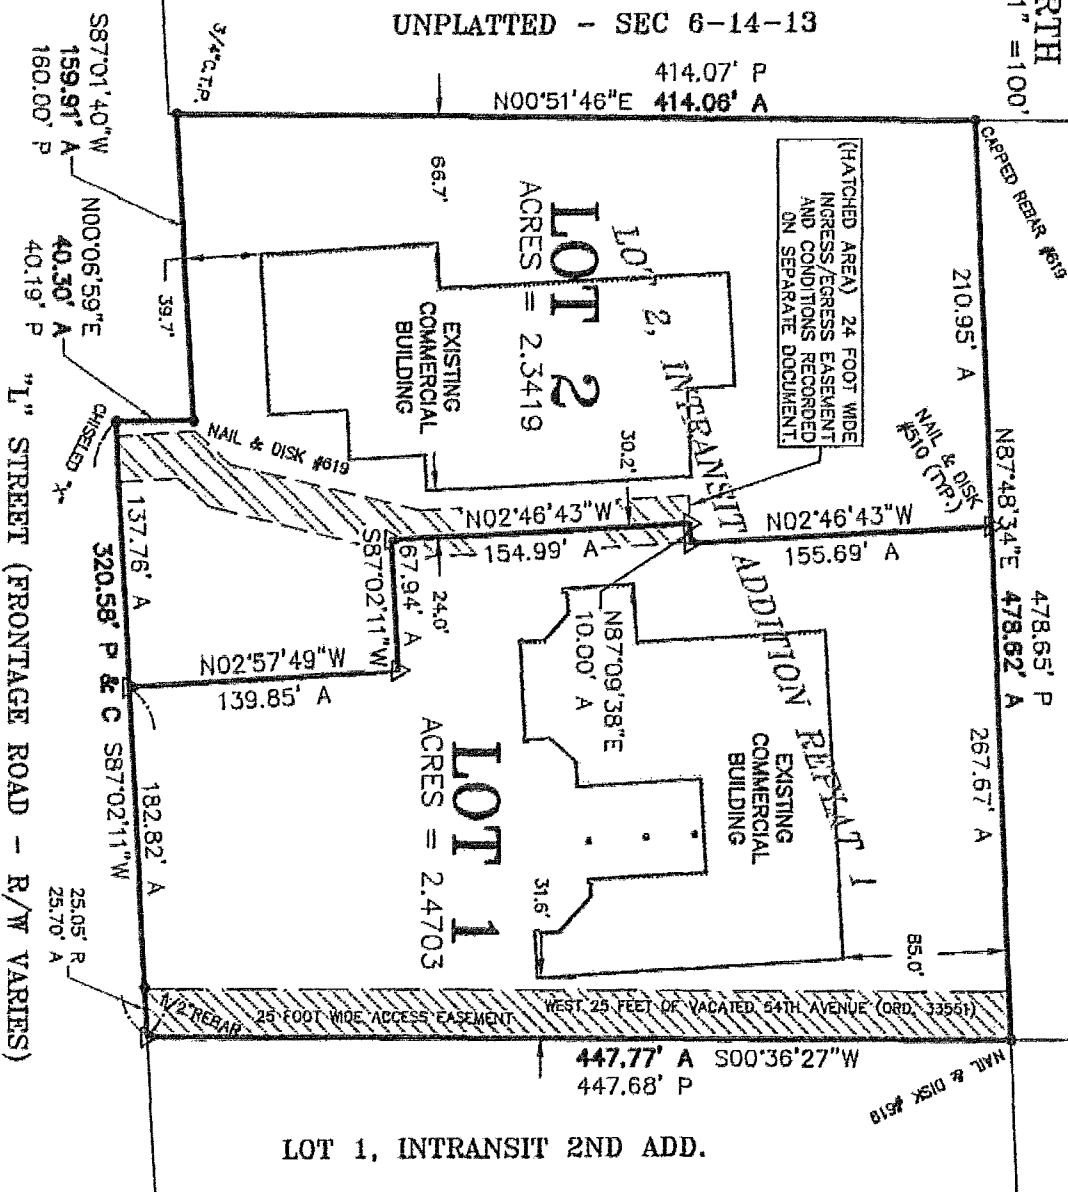 RTH
1" =100'
UNPLATTED - SEC 6-14-13
414.07' P
N00°51'46"E 414.06' A
3/4"C.T.P.
CAPPED REBAR #619
S87°01'40"W
159.91' A
160.00' P
N00°06'59"E
40.30' A
40.19' P
66.7'
39.7'
(HATCHED AREA) 24 FOOT WIDE
INGRESS/EGRESS EASEMENT
AND CONDITIONS RECORDED
ON SEPARATE DOCUMENT.
LOT 2
ACRES = 2.3419
LOT 2, INTRANSIT ADDITION REPLAT 1
EXISTING
COMMERCIAL
BUILDING
210.95' A
N87°48'34"E
478.65' P
478.62' A
267.67' A
NAIL & DISK
#510 (TYP.)
30.2'
NAIL & DISK #619
CHISELED "X"
N02°46'43"W
154.99' A
N02°46'43"W
155.69' A
24.0'
67.94' A
S87°02'11"W
N87°09'38"E
10.00' A
N02°57'49"W
139.85' A
137.76' A
320.58' P & C S87°02'11"W
182.82' A
"L" STREET (FRONTAGE ROAD - R/W VARIES)
LOT 1
ACRES = 2.4703
EXISTING
COMMERCIAL
BUILDING
31.6'
85.0'
25.05' R
25.70' A
1/2"REBAR
25 FOOT WIDE ACCESS EASEMENT
WEST 25 FEET OF VACATED 54TH AVENUE (ORD. 33551)
447.77' A S00°36'27"W
447.68' P
NAIL & DISK #619
LOT 1, INTRANSIT 2ND ADD.